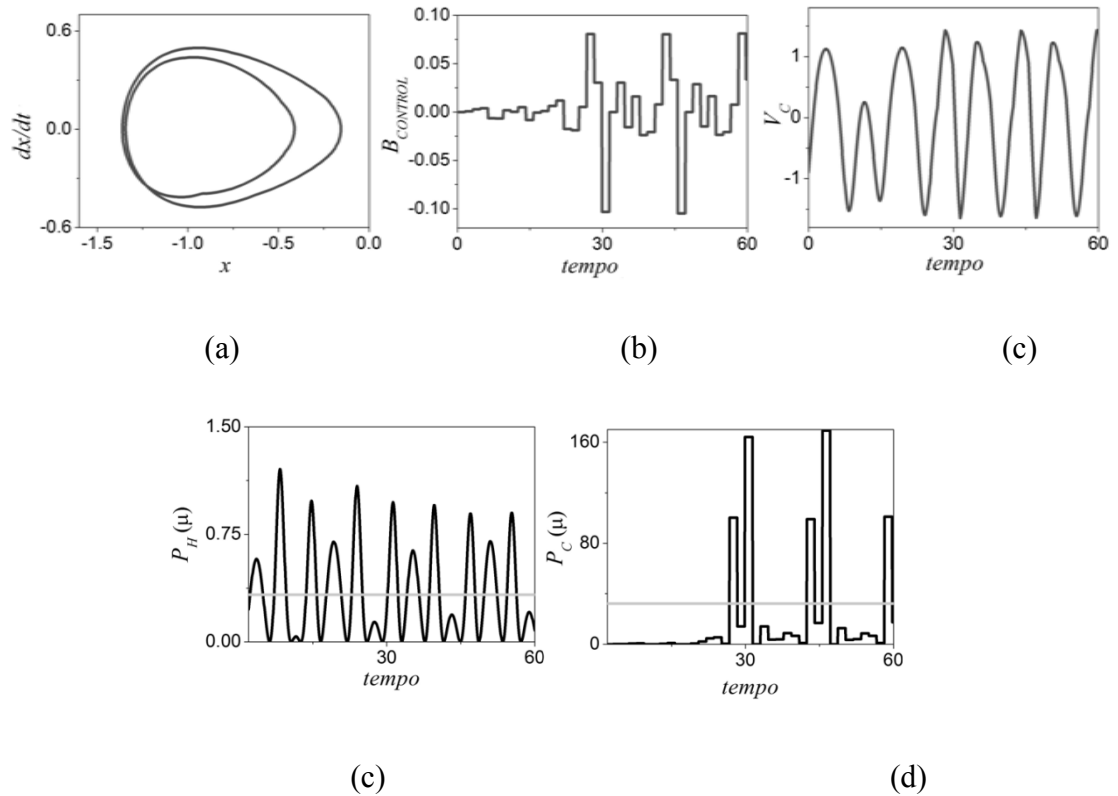 0.6
0.0
-0.6
dx/dt
-1.5
-1.0
-0.5
0.0
x
0.10
0.05
0.00
-0.05
-0.10
B_CONTROL
0
30
60
tempo
1
0
-1
V_C
0
30
60
tempo
(a)
(b)
(c)
1.50
0.75
0.00
P_H (μ)
30
60
tempo
160
80
0
P_C (μ)
30
60
tempo
(c)
(d)